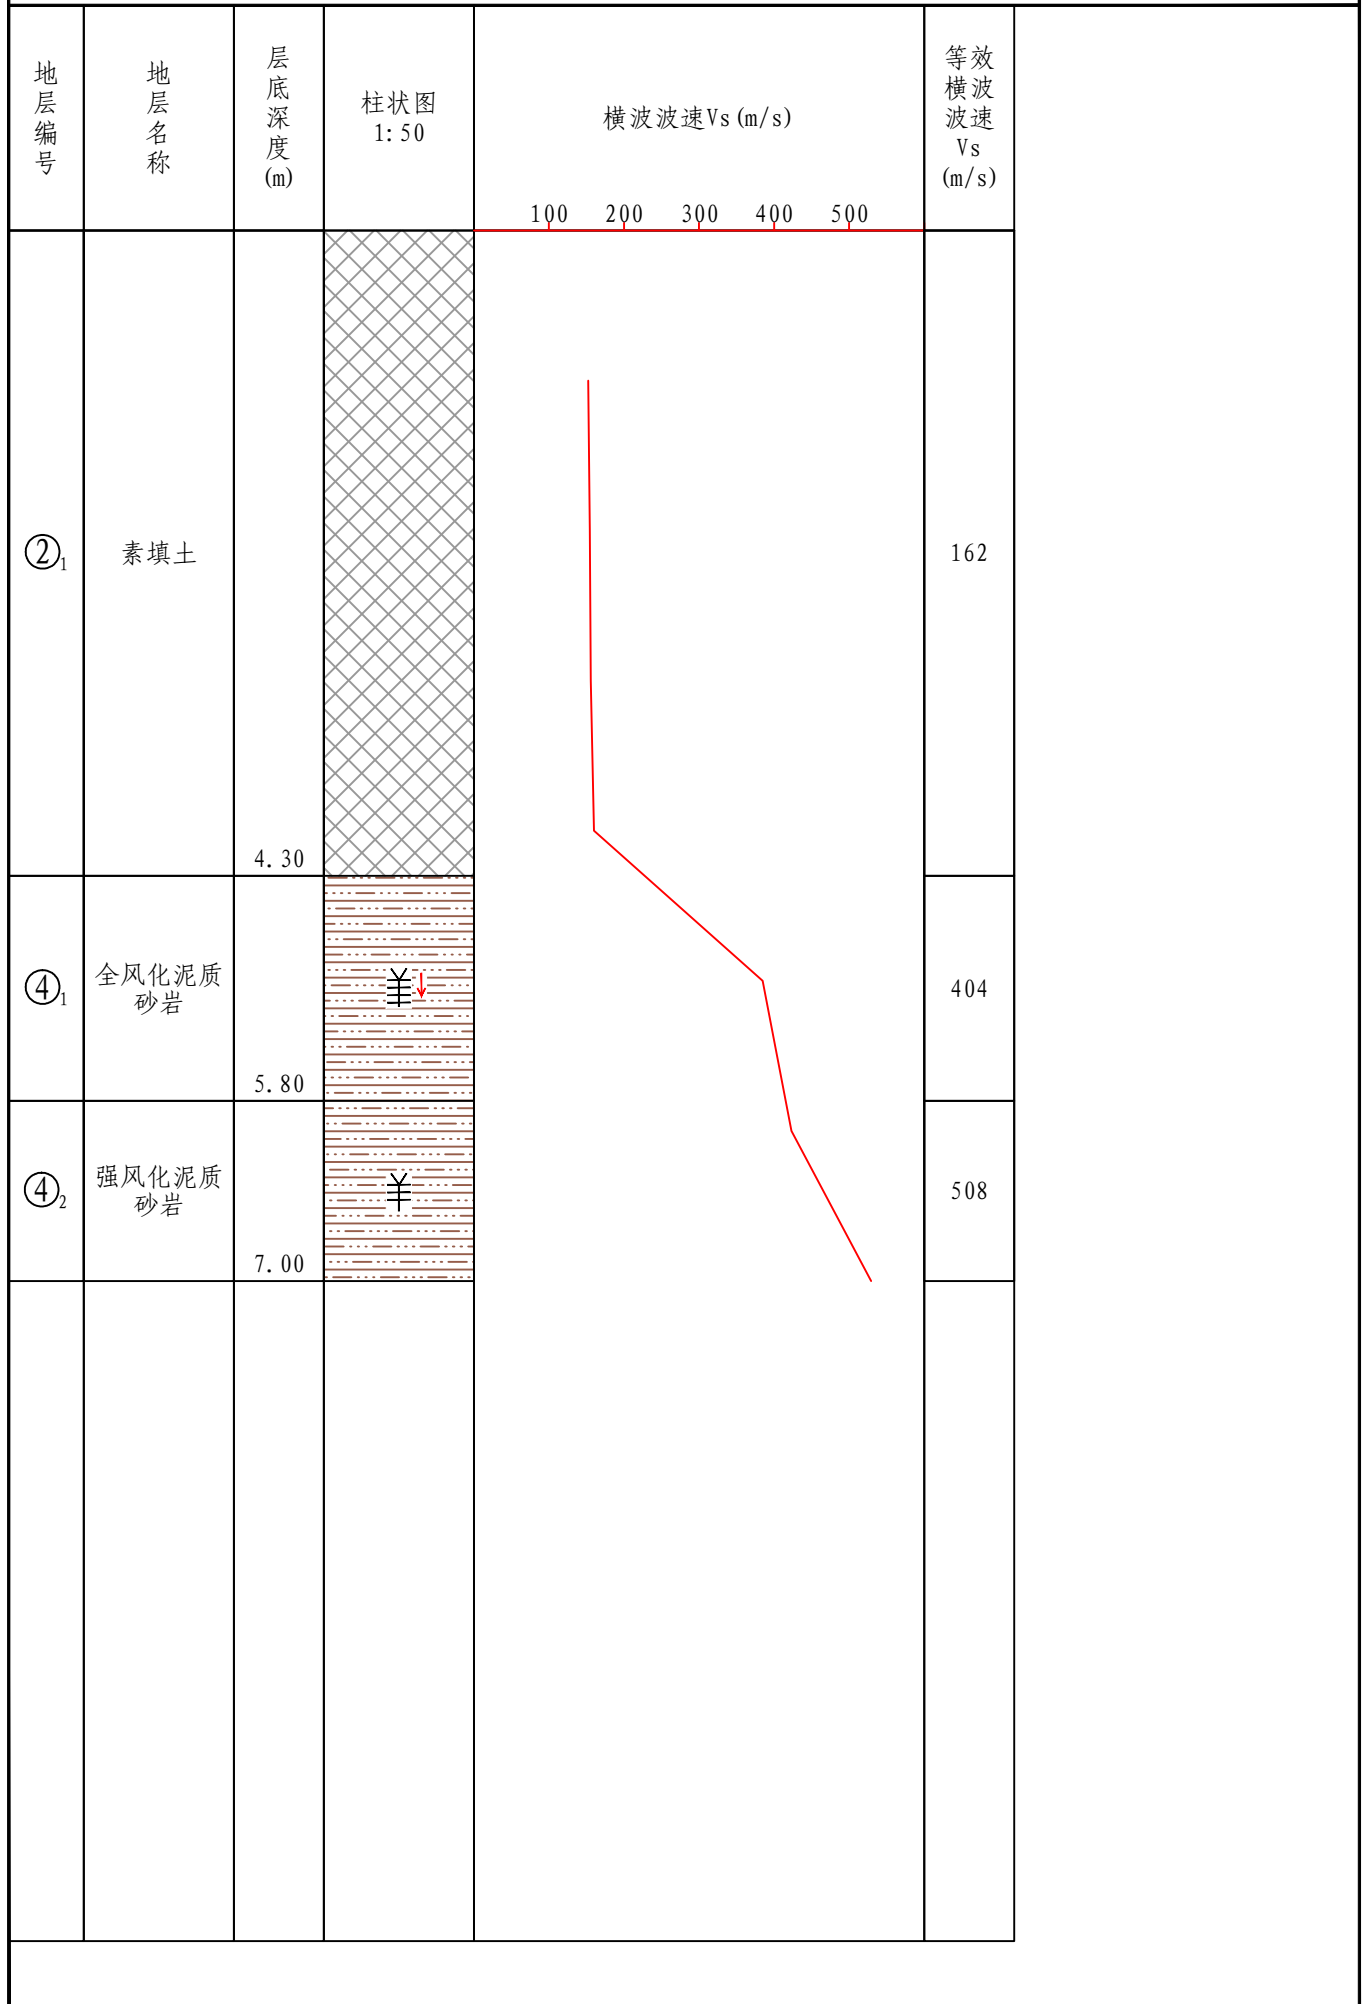 地层编号
地层名称
层底深度(m)
柱状图
1:50
横波波速Vs(m/s)
等效
横波
波速
Vs
(m/s)
100 200 300 400 500
②1
素填土
4.30
162
④1
全风化泥质
砂岩
5.80
404
④2
强风化泥质
砂岩
7.00
508